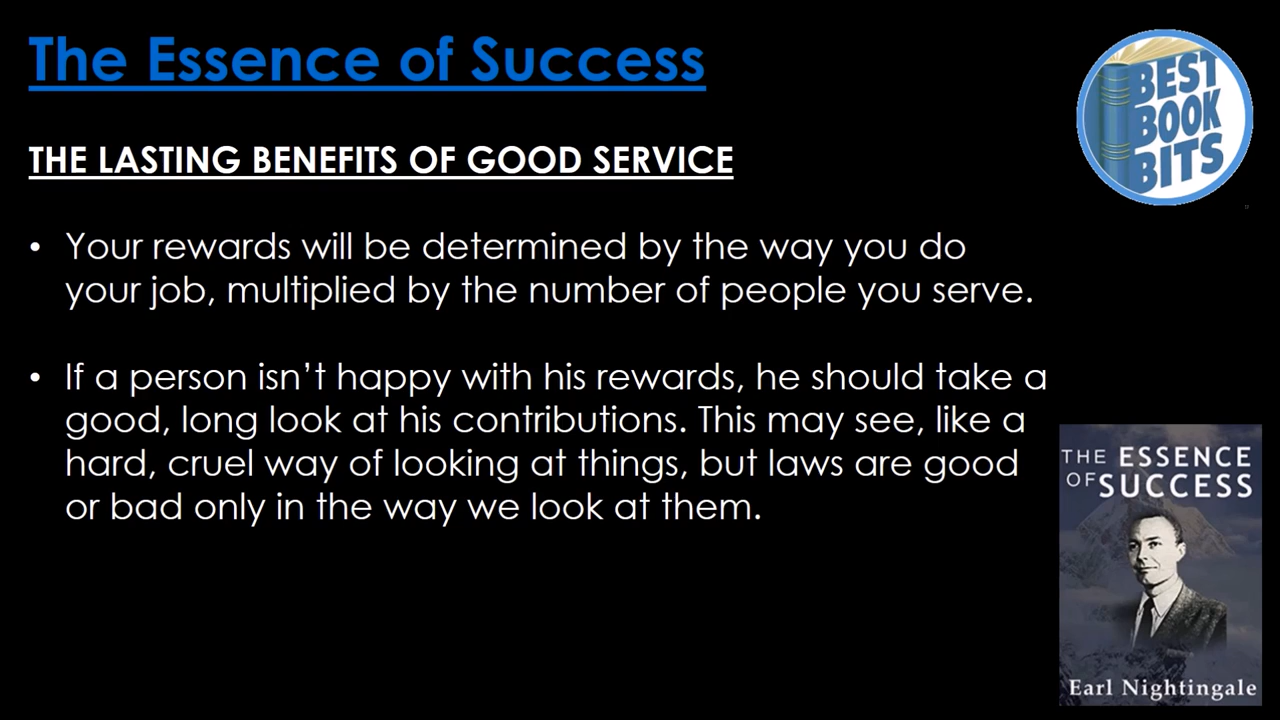 The Essence of Success
BEST
BOOK
BITS
THE LASTING BENEFITS OF GOOD SERVICE
• Your rewards will be determined by the way you do
your job, multiplied by the number of people you serve.
• If a person isn’t happy with his rewards, he should take a
good, long look at his contributions. This may see, like a
hard, cruel way of looking at things, but laws are good
or bad only in the way we look at them.
THE ESSENCE
OF SUCCESS
Earl Nightingale